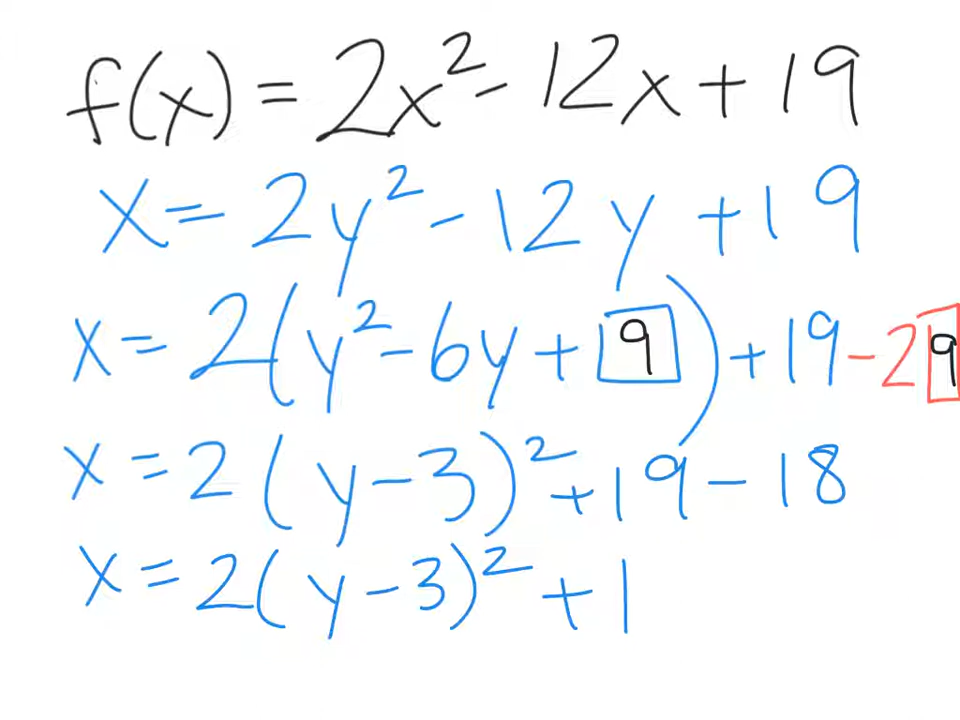 f(x) = 2x² - 12x + 19
x = 2y² - 12y + 19
x = 2(y² - 6y + 9) + 19 - 2 9
x = 2(y - 3)² + 19 - 18
x = 2(y - 3)² + 1